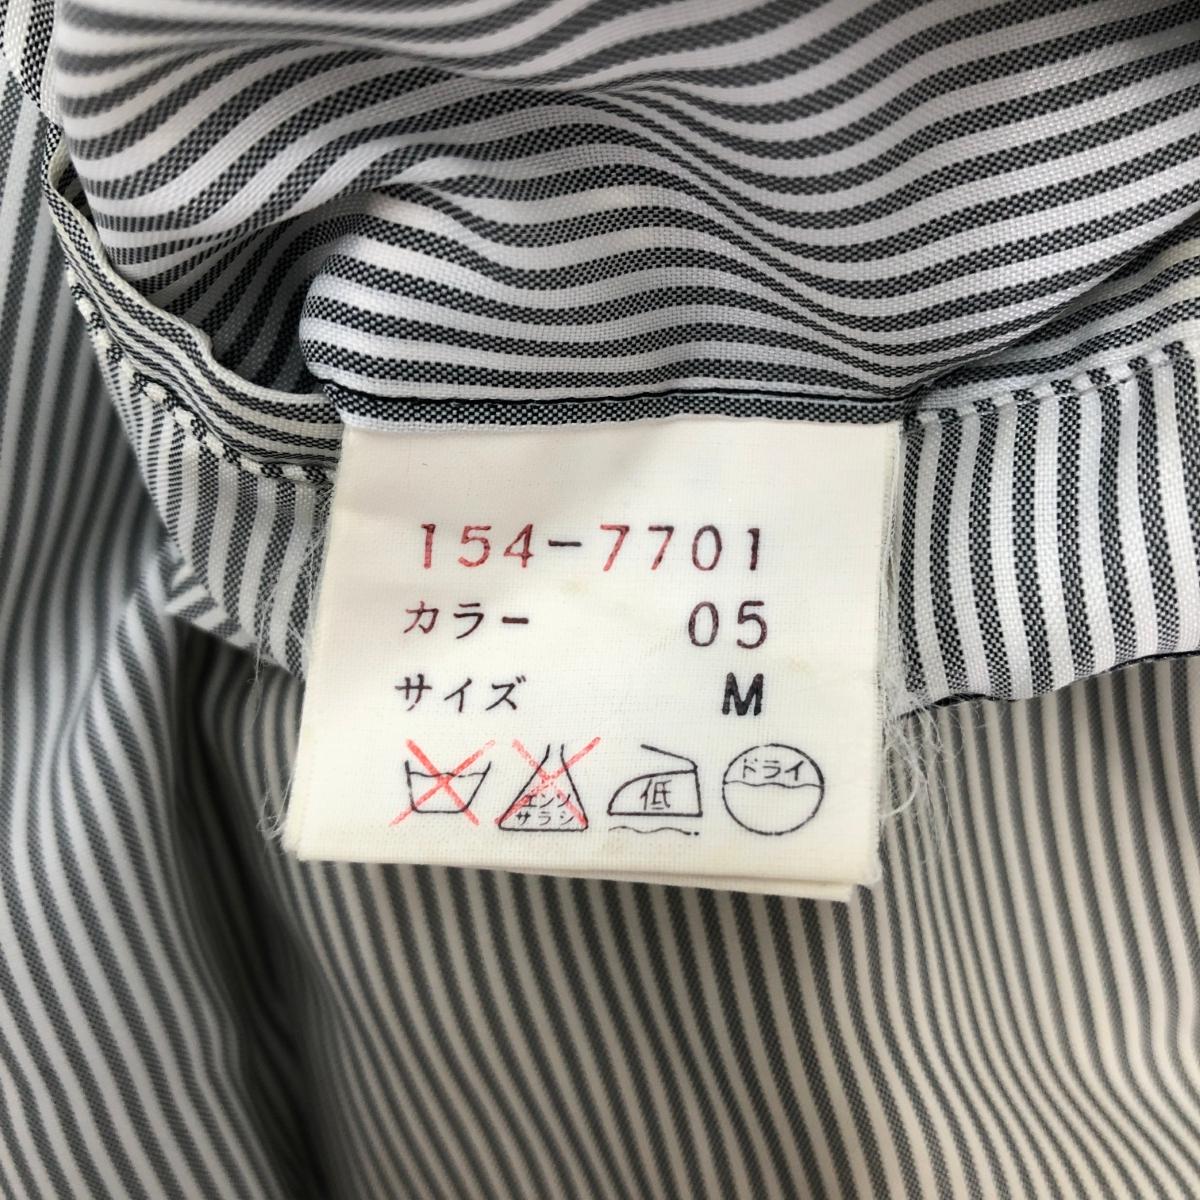 154-7701
カラー 05
サイズ M
エンソ
サラシ
低
ドライ